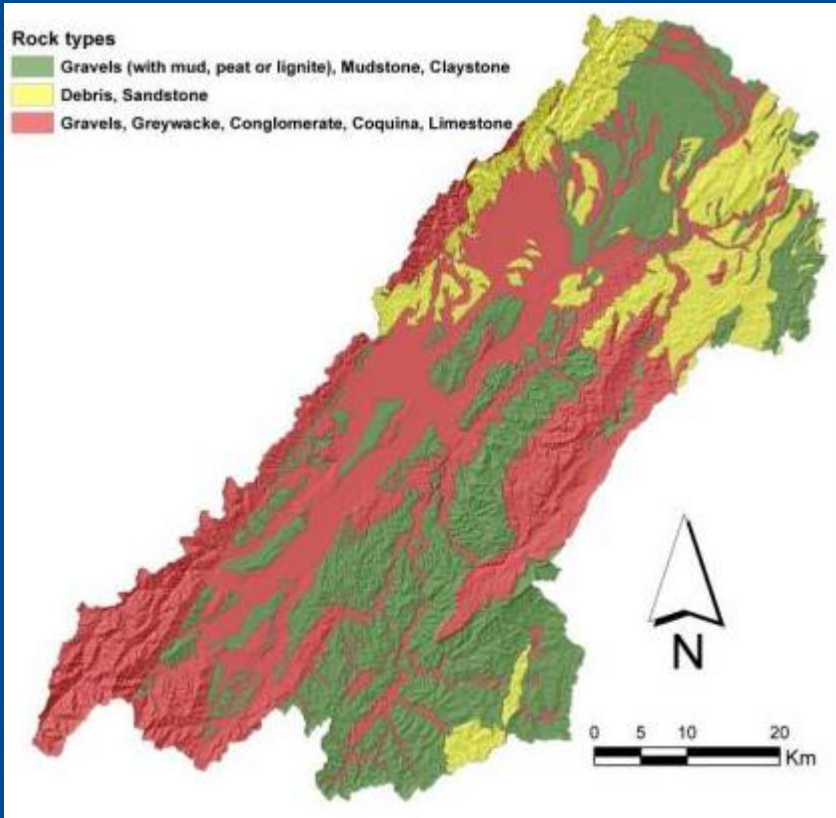 Rock types
Gravels (with mud, peat or lignite), Mudstone, Claystone
Debris, Sandstone
Gravels, Greywacke, Conglomerate, Coquina, Limestone
N
0 5 10 20
Km